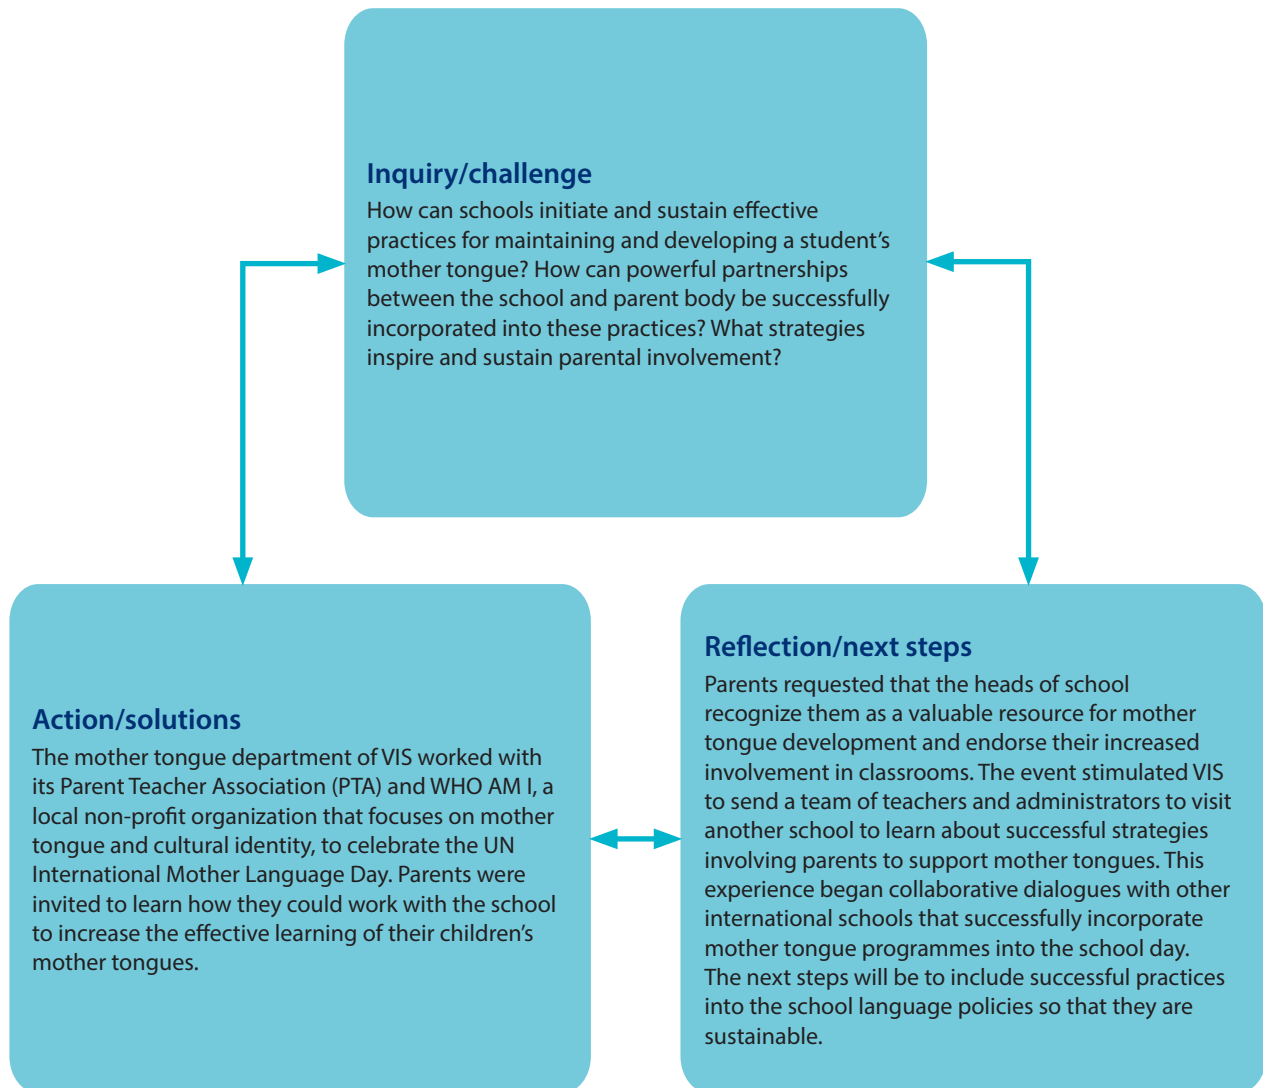 Inquiry/challenge
How can schools initiate and sustain effective
practices for maintaining and developing a student’s
mother tongue? How can powerful partnerships
between the school and parent body be successfully
incorporated into these practices? What strategies
inspire and sustain parental involvement?
Action/solutions
The mother tongue department of VIS worked with
its Parent Teacher Association (PTA) and WHO AM I, a
local non-profit organization that focuses on mother
tongue and cultural identity, to celebrate the UN
International Mother Language Day. Parents were
invited to learn how they could work with the school
to increase the effective learning of their children’s
mother tongues.
Reflection/next steps
Parents requested that the heads of school
recognize them as a valuable resource for mother
tongue development and endorse their increased
involvement in classrooms. The event stimulated VIS
to send a team of teachers and administrators to visit
another school to learn about successful strategies
involving parents to support mother tongues. This
experience began collaborative dialogues with other
international schools that successfully incorporate
mother tongue programmes into the school day.
The next steps will be to include successful practices
into the school language policies so that they are
sustainable.